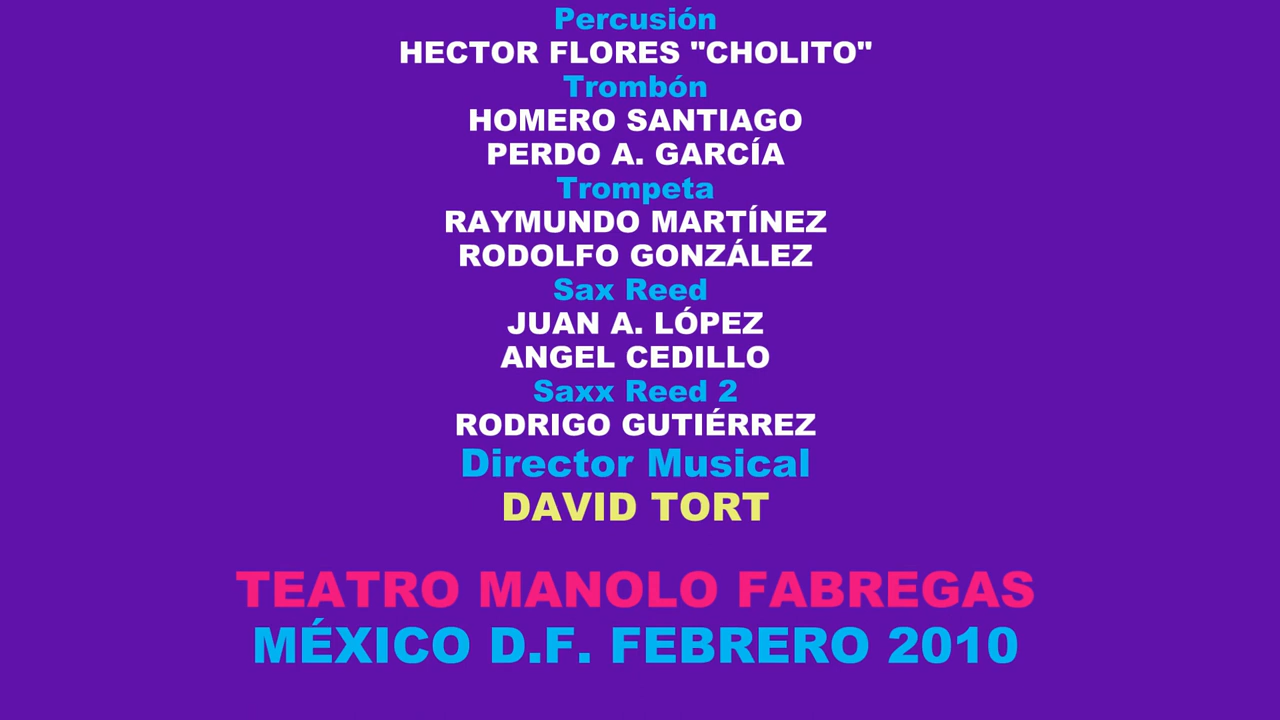 Percusión
HECTOR FLORES "CHOLITO"
Trombón
HOMERO SANTIAGO
PERDO A. GARCÍA
Trompeta
RAYMUNDO MARTÍNEZ
RODOLFO GONZÁLEZ
Sax Reed
JUAN A. LÓPEZ
ANGEL CEDILLO
Saxx Reed 2
RODRIGO GUTIÉRREZ
Director Musical
DAVID TORT
TEATRO MANOLO FABREGAS
MÉXICO D.F. FEBRERO 2010